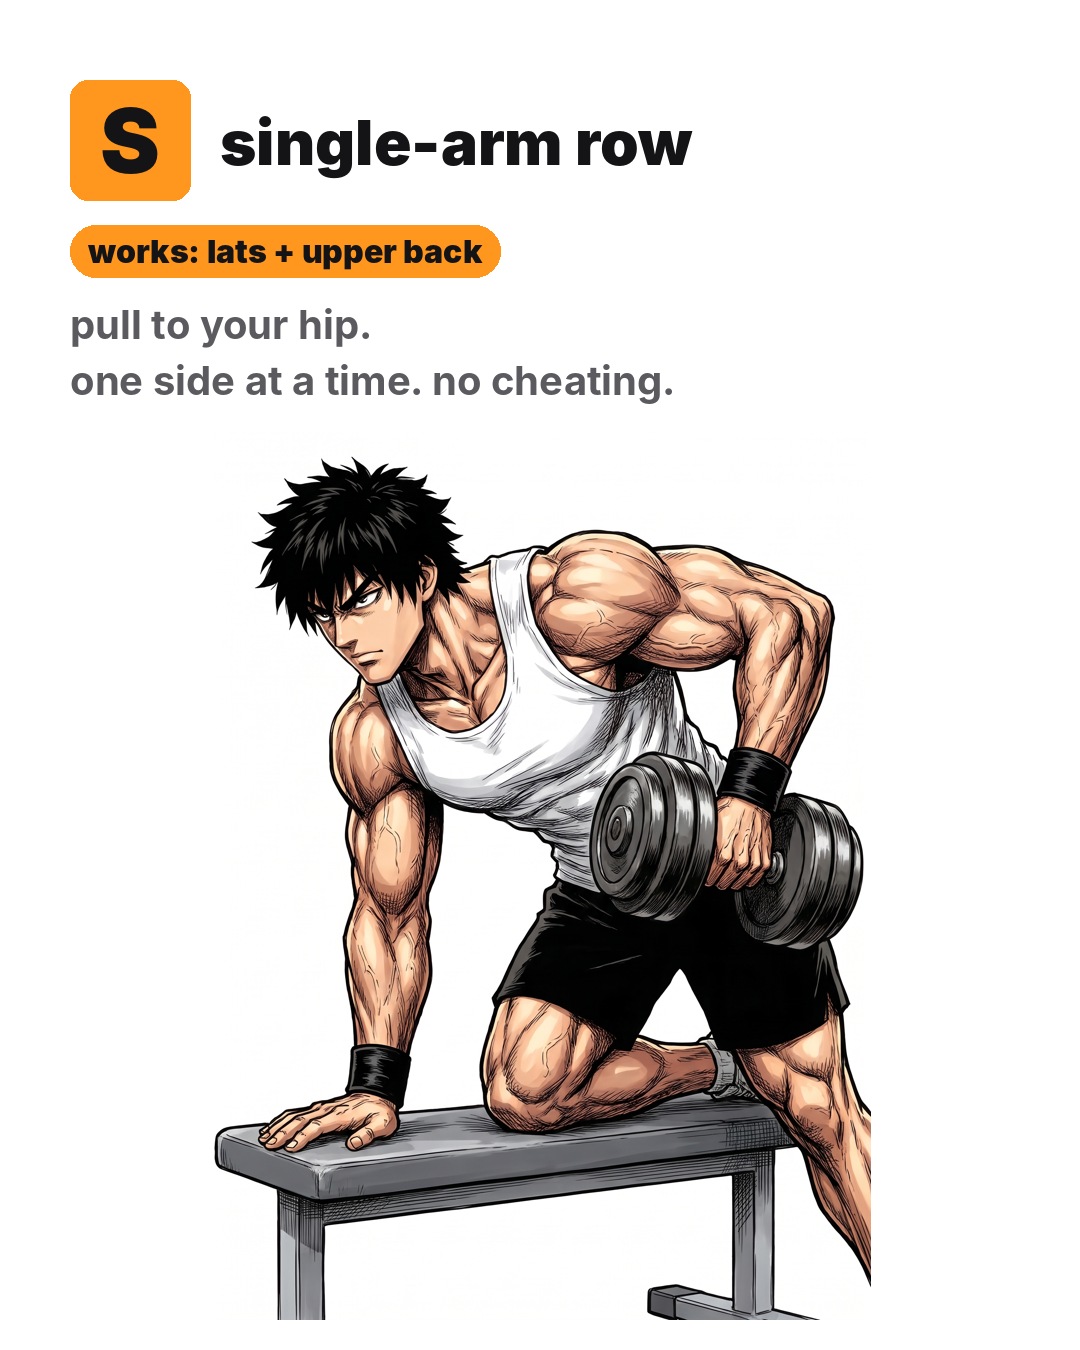 S
single-arm row
works: lats + upper back
pull to your hip.
one side at a time. no cheating.